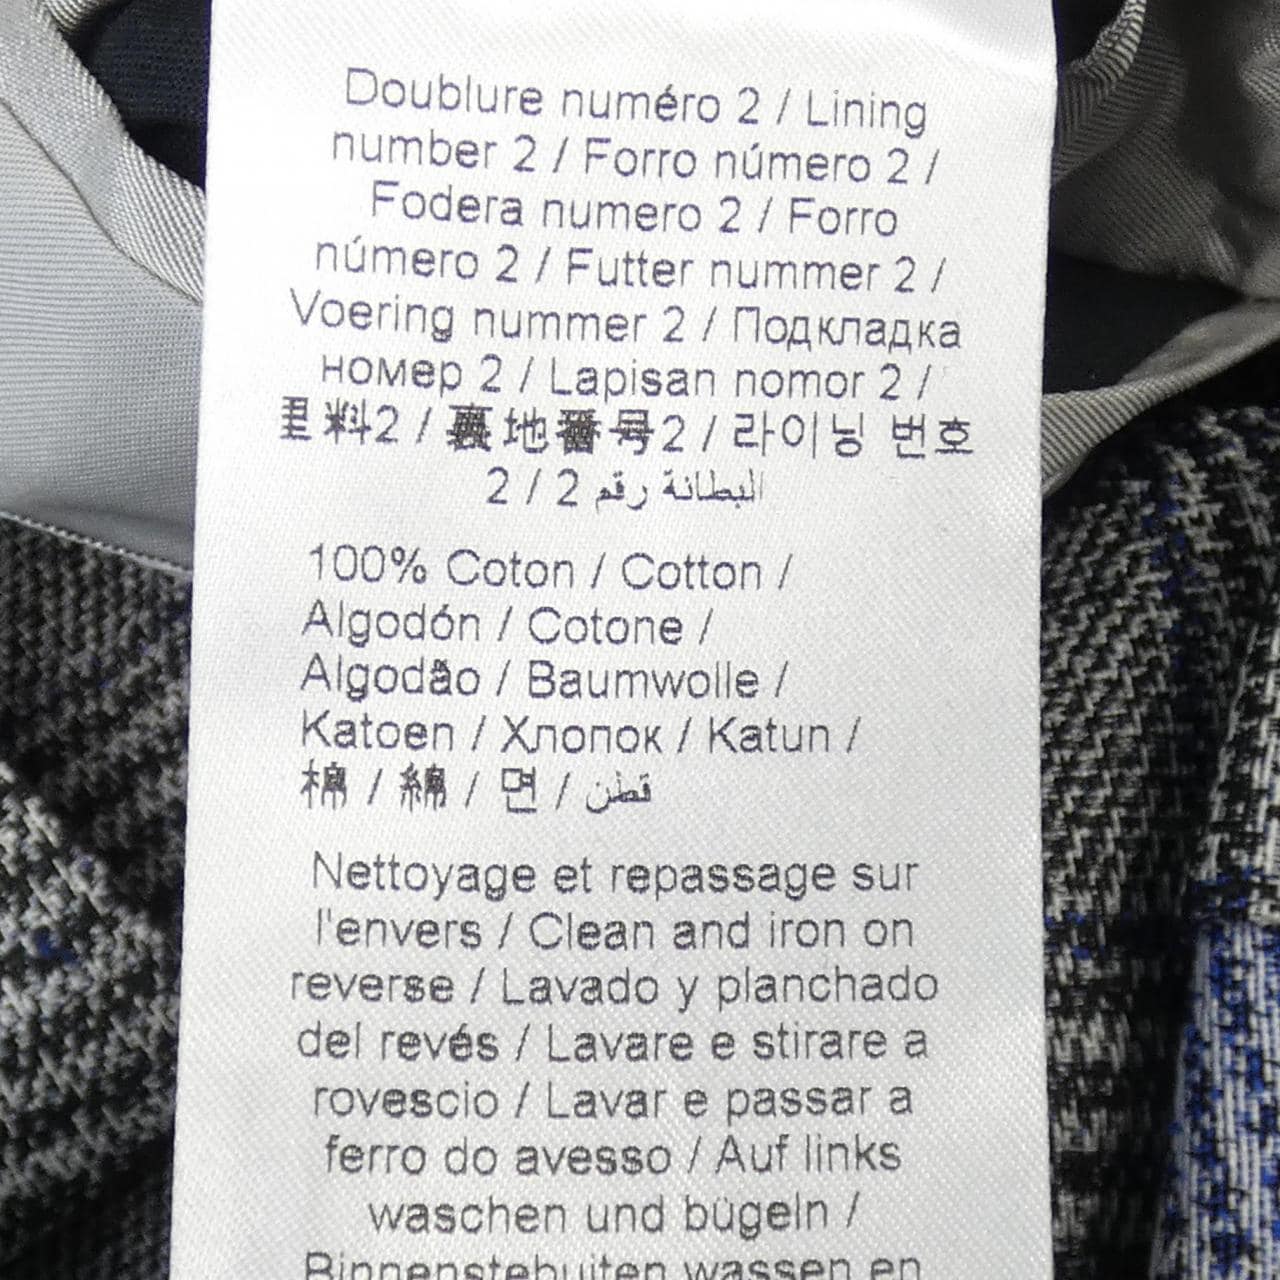 Doublure numéro 2 / Lining
number 2 / Forro número 2 /
Fodera numero 2 / Forro
número 2 / Futter nummer 2 /
Voering nummer 2 / Подкладка
номер 2 / Lapisan nomor 2 /
里料2 / 裏地番号2 / 라이닝 번호
2 / البطانة رقم 2
100% Coton / Cotton /
Algodón / Cotone /
Algodão / Baumwolle /
Katoen / Хлопок / Katun /
棉 / 綿 / 면 / قطن
Nettoyage et repassage sur
l'envers / Clean and iron on
reverse / Lavado y planchado
del revés / Lavare e stirare a
rovescio / Lavar e passar a
ferro do avesso / Auf links
waschen und bügeln /
Binnenstebuiten wassen en